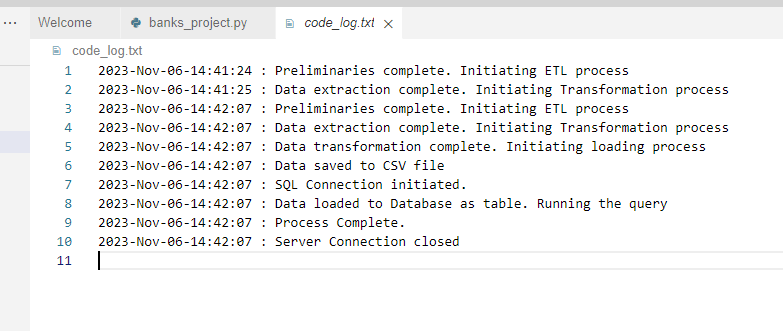 ... Welcome banks_project.py code_log.txt ×
code_log.txt
1 2023-Nov-06-14:41:24 : Preliminaries complete. Initiating ETL process
2 2023-Nov-06-14:41:25 : Data extraction complete. Initiating Transformation process
3 2023-Nov-06-14:42:07 : Preliminaries complete. Initiating ETL process
4 2023-Nov-06-14:42:07 : Data extraction complete. Initiating Transformation process
5 2023-Nov-06-14:42:07 : Data transformation complete. Initiating loading process
6 2023-Nov-06-14:42:07 : Data saved to CSV file
7 2023-Nov-06-14:42:07 : SQL Connection initiated.
8 2023-Nov-06-14:42:07 : Data loaded to Database as table. Running the query
9 2023-Nov-06-14:42:07 : Process Complete.
10 2023-Nov-06-14:42:07 : Server Connection closed
11